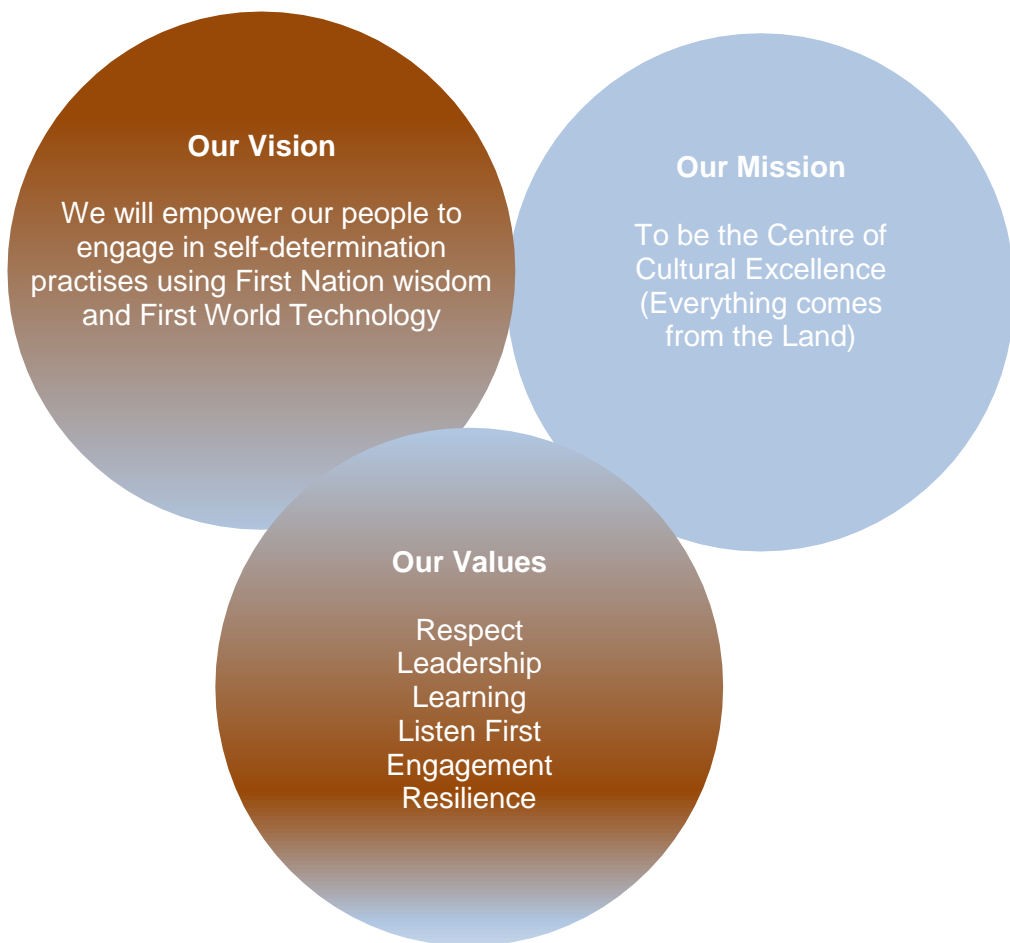 Our Vision
We will empower our people to
engage in self-determination
practises using First Nation wisdom
and First World Technology
Our Mission
To be the Centre of
Cultural Excellence
(Everything comes
from the Land)
Our Values
Respect
Leadership
Learning
Listen First
Engagement
Resilience